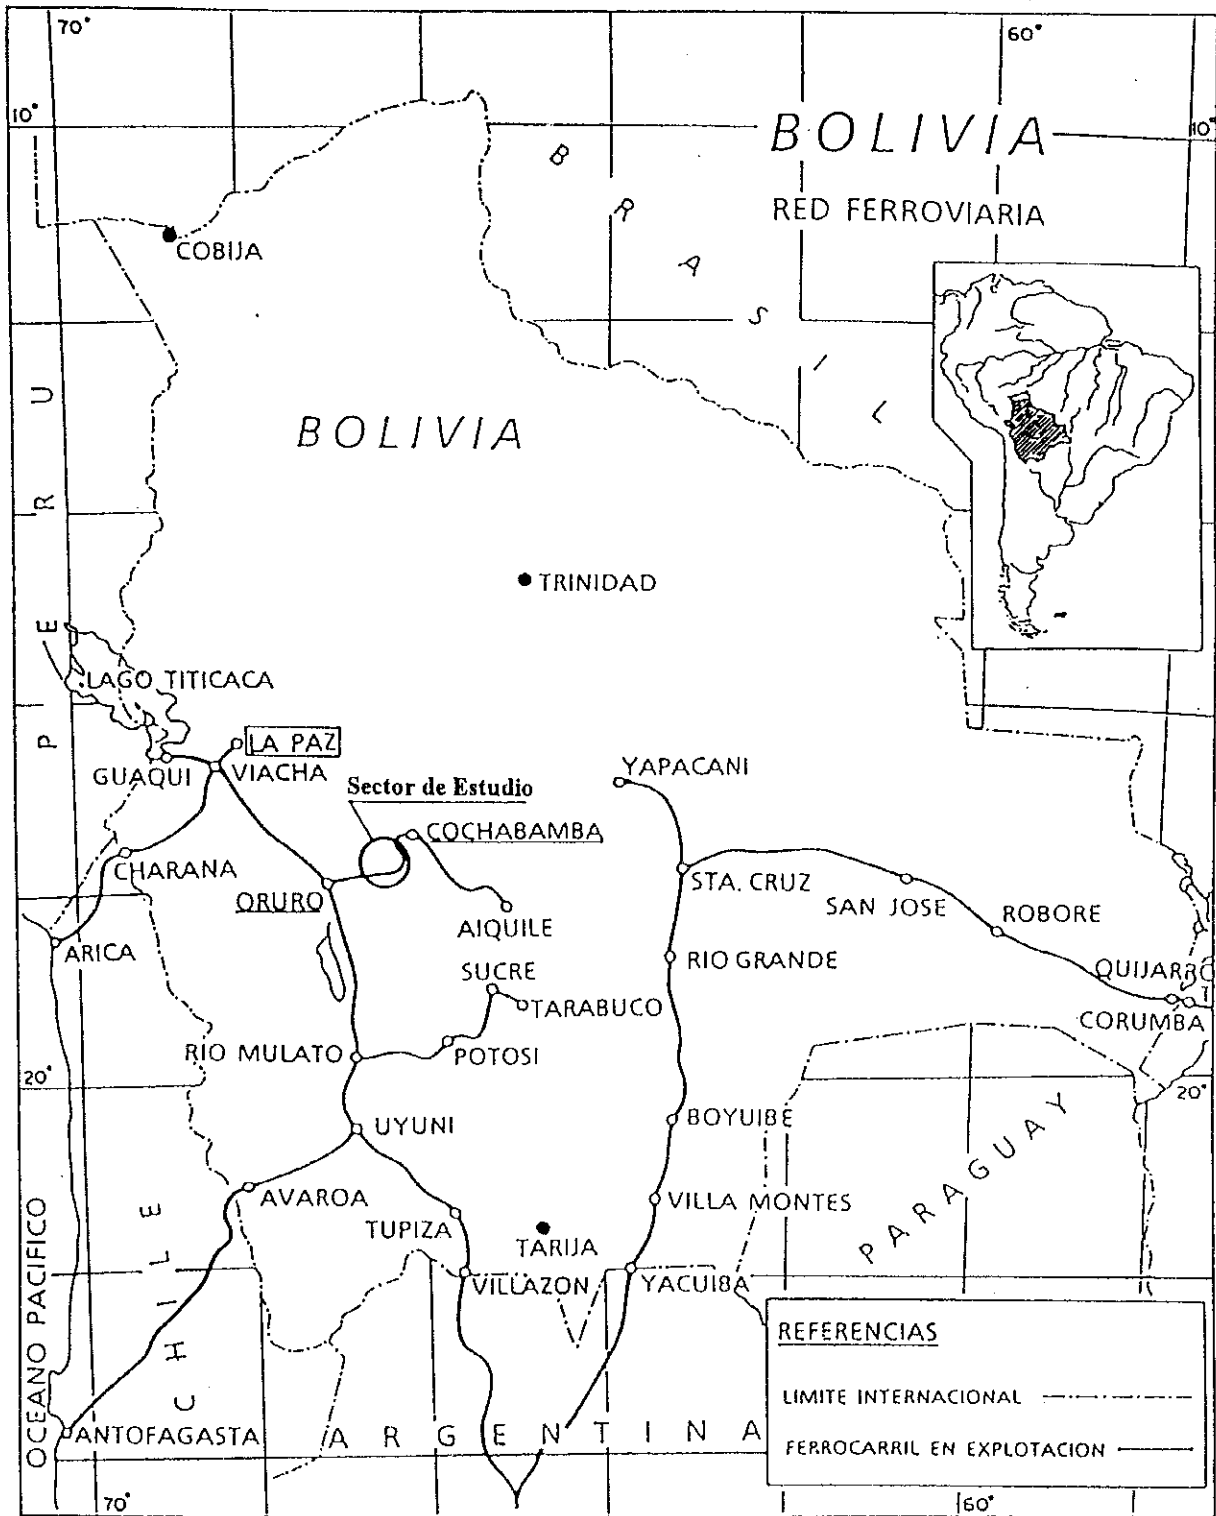 70°
60°
10°
BOLIVIA
10°
RED FERROVIARIA
BRASIL
COBIJA
PERU
BOLIVIA
TRINIDAD
LAGO TITICACA
LA PAZ
GUAQUI
VIACHA
YAPACANI
Sector de Estudio
COCHABAMBA
CHARANA
STA. CRUZ
ORURO
SAN JOSE
ROBORE
AIQUILE
ARICA
RIO GRANDE
QUIJARRO
SUCRE
TARABUCO
CORUMBA
RIO MULATO
POTOSI
20°
20°
UYUNI
BOYUIBE
PARAGUAY
AVAROA
VILLA MONTES
TUPIZA
TARIJA
VILLAZON
YACUIBA
OCEANO PACIFICO
CHILE
REFERENCIAS
LIMITE INTERNACIONAL
ANTOFAGASTA
ARGENTINA
FERROCARRIL EN EXPLOTACION
70°
60°